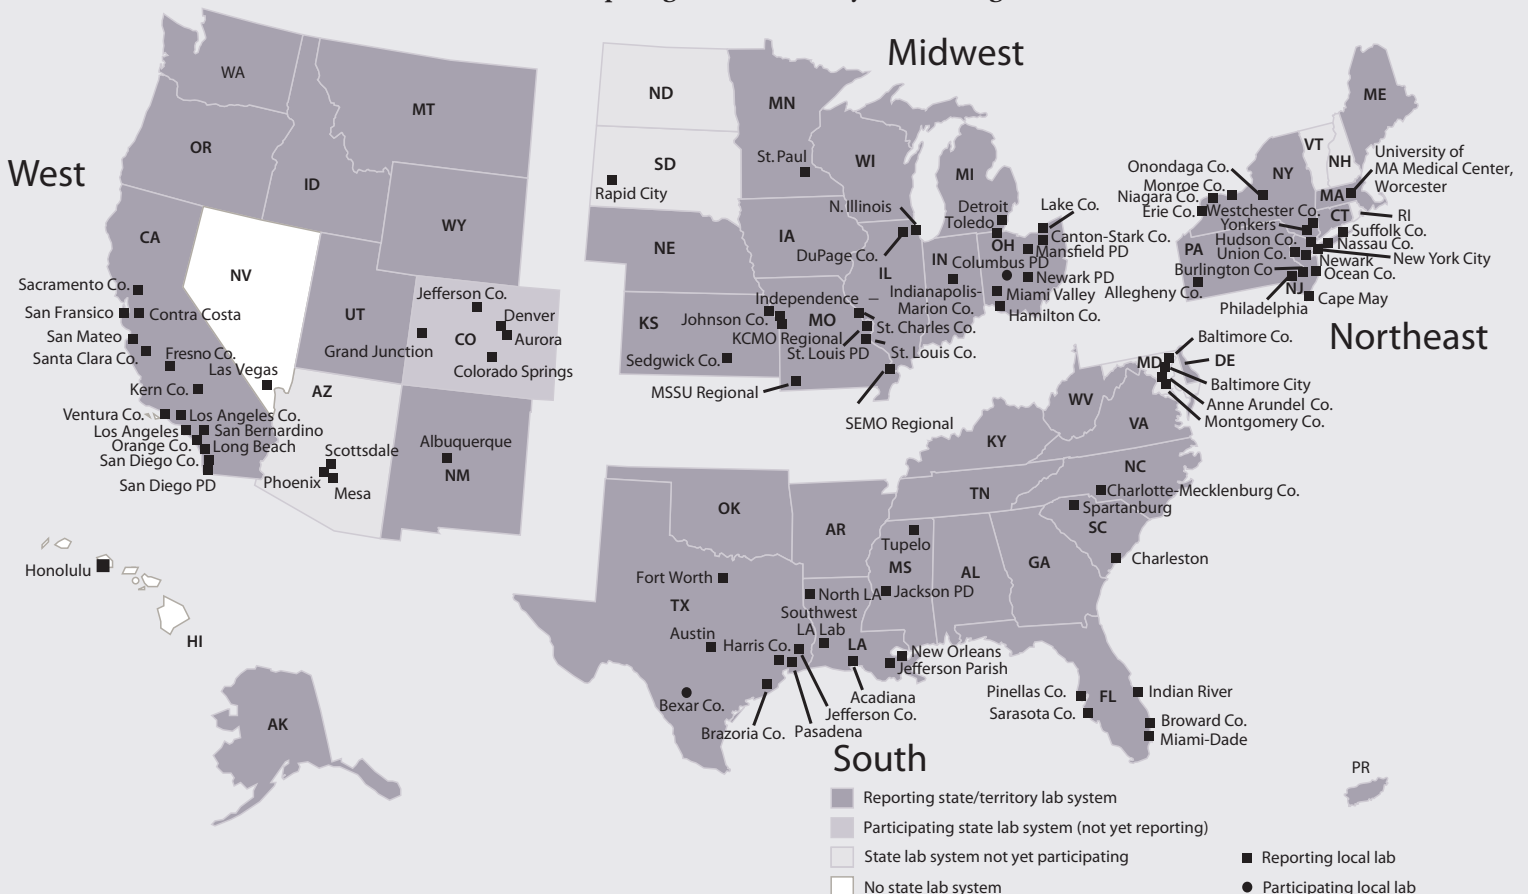 Midwest
West
Northeast
South
WA
MT
OR
ID
WY
CA
NV
UT
CO
AZ
NM
HI
AK
Sacramento Co.
San Fransico
Contra Costa
San Mateo
Santa Clara Co.
Fresno Co.
Las Vegas
Kern Co.
Ventura Co.
Los Angeles Co.
Los Angeles
San Bernardino
Orange Co.
Long Beach
San Diego Co.
San Diego PD
Jefferson Co.
Denver
Aurora
Grand Junction
Colorado Springs
Scottsdale
Phoenix
Mesa
Albuquerque
Honolulu
ND
SD
Rapid City
MN
St. Paul
WI
MI
NE
IA
IL
IN
OH
KS
MO
N. Illinois
DuPage Co.
Detroit
Toledo
Lake Co.
Canton-Stark Co.
Mansfield PD
Columbus PD
Newark PD
Miami Valley
Hamilton Co.
Indianapolis-
Marion Co.
Independence
Johnson Co.
KCMO Regional
St. Charles Co.
St. Louis PD
St. Louis Co.
Sedgwick Co.
MSSU Regional
SEMO Regional
ME
VT
NH
NY
MA
CT
RI
PA
NJ
University of
MA Medical Center,
Worcester
Onondaga Co.
Monroe Co.
Niagara Co.
Erie Co.
Westchester Co.
Yonkers
Suffolk Co.
Hudson Co.
Nassau Co.
Union Co.
Newark
New York City
Burlington Co
Ocean Co.
Allegheny Co.
Philadelphia
Cape May
Baltimore Co.
MD
DE
Baltimore City
Anne Arundel Co.
Montgomery Co.
WV
VA
KY
NC
TN
Charlotte-Mecklenburg Co.
Spartanburg
SC
Charleston
OK
AR
Tupelo
MS
AL
GA
Jackson PD
Fort Worth
TX
North LA
Southwest
LA Lab
LA
Austin
Harris Co.
New Orleans
Jefferson Parish
Acadiana
Jefferson Co.
Pasadena
Brazoria Co.
Bexar Co.
Pinellas Co.
FL
Indian River
Sarasota Co.
Broward Co.
Miami-Dade
PR
Reporting state/territory lab system
Participating state lab system (not yet reporting)
State lab system not yet participating
No state lab system
Reporting local lab
Participating local lab